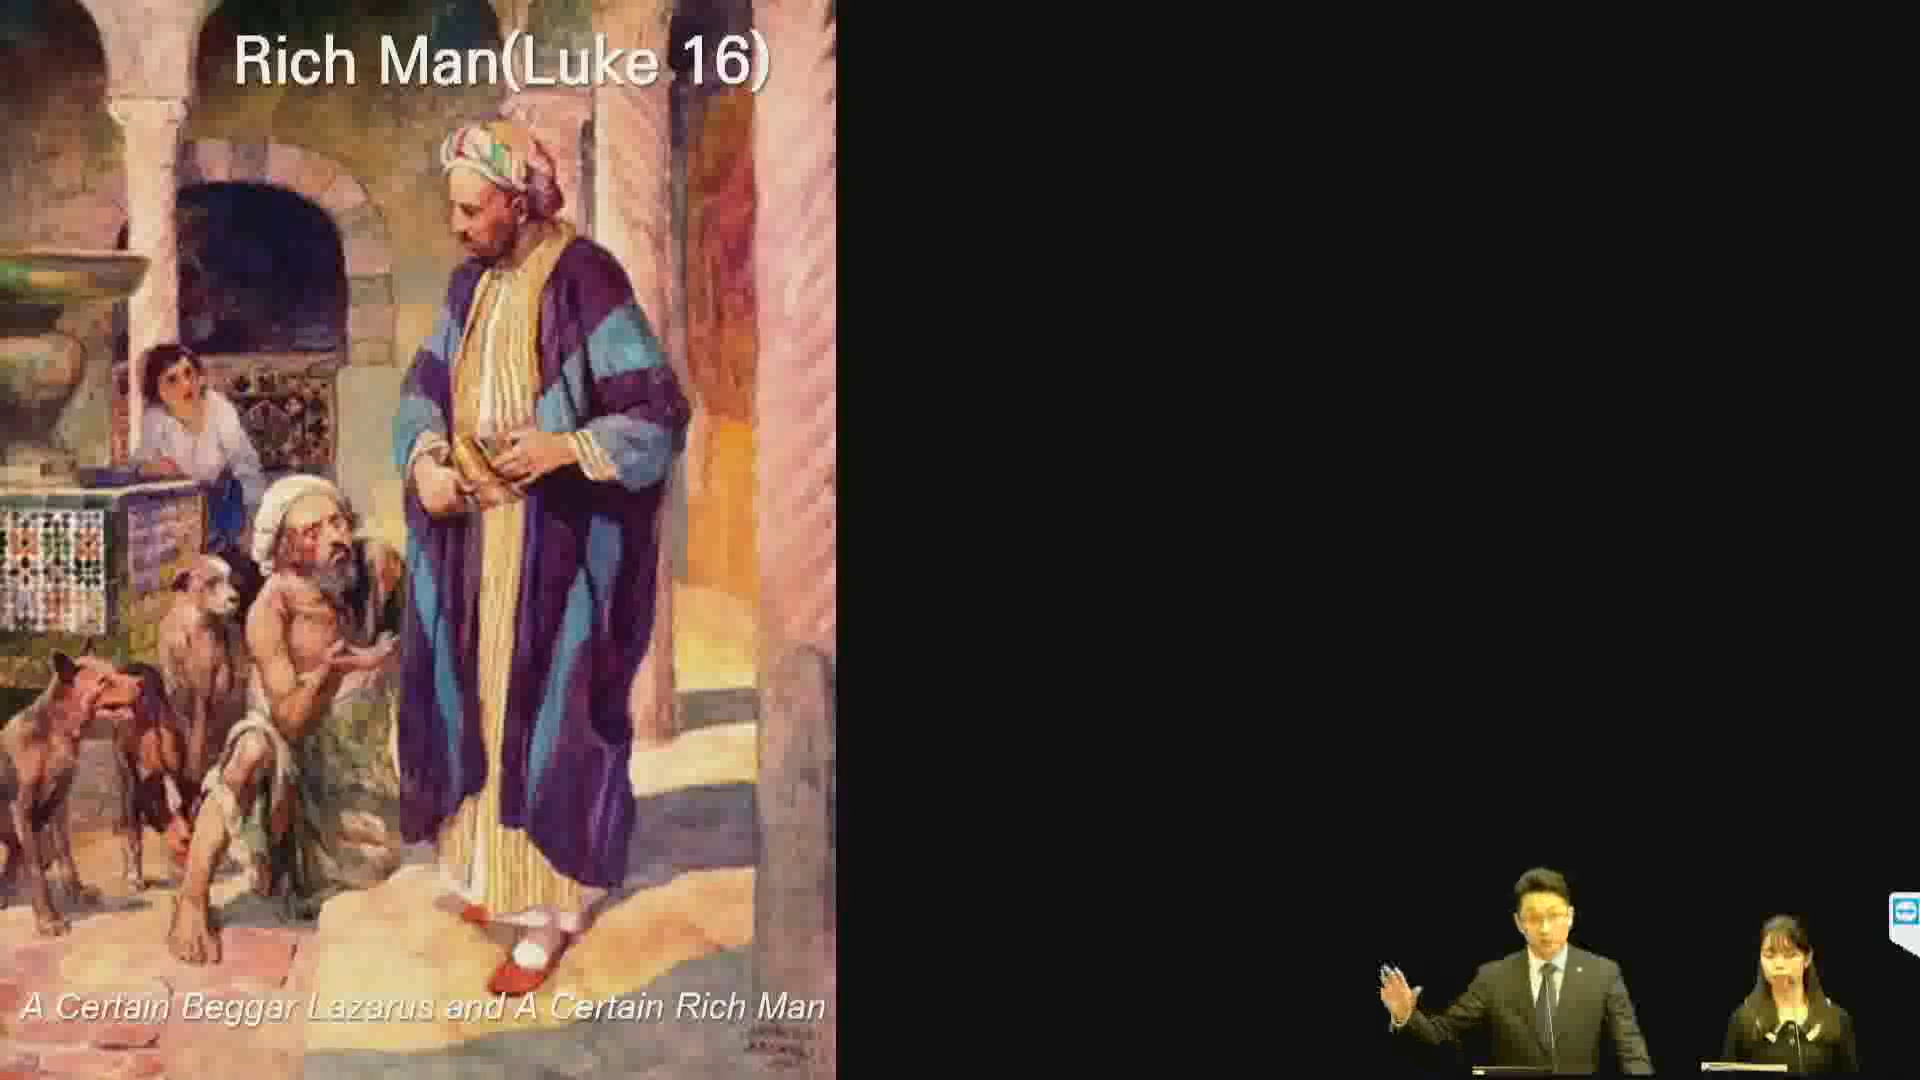 Rich Man(Luke 16)
A Certain Beggar Lazarus and A Certain Rich Man